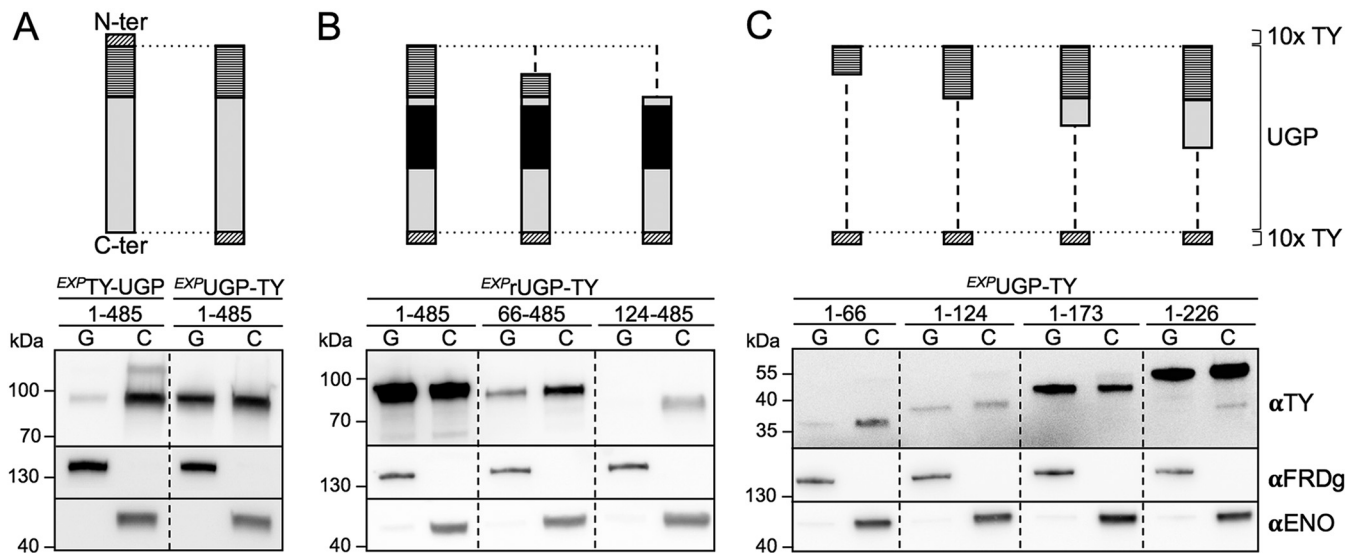 A
N-ter
C-ter
EXPTY-UGP EXPUGP-TY
1-485 1-485
kDa G C G C
100
70
130
40
B
EXPrUGP-TY
1-485 66-485 124-485
kDa G C G C G C
100
70
130
40
C
10x TY
UGP
10x TY
EXPUGP-TY
1-66 1-124 1-173 1-226
kDa G C G C G C G C
55
40
35
130
40
αTY
αFRDg
αENO